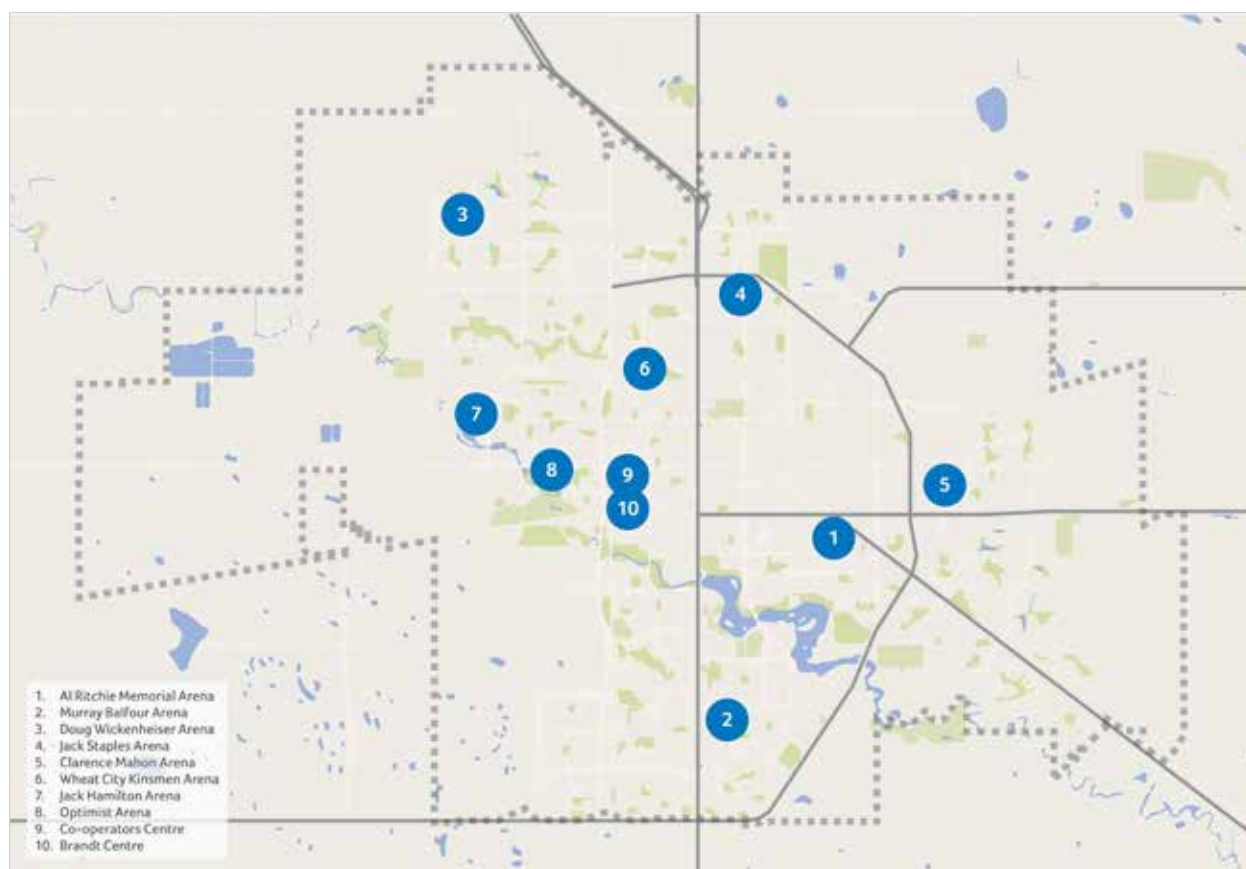 3
4
6
7
8
9
5
10
1
2
1. Al Ritchie Memorial Arena
2. Murray Balfour Arena
3. Doug Wickenheiser Arena
4. Jack Staples Arena
5. Clarence Mahon Arena
6. Wheat City Kinsmen Arena
7. Jack Hamilton Arena
8. Optimist Arena
9. Co-operators Centre
10. Brandt Centre